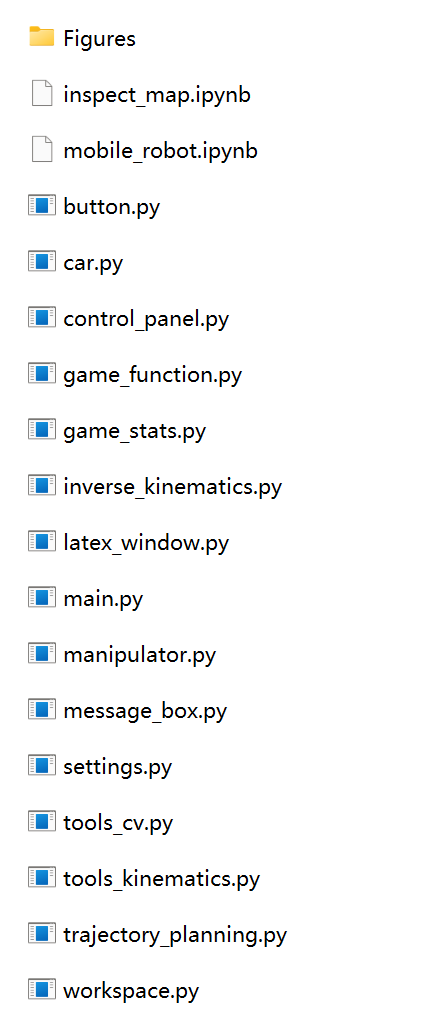 Figures
inspect_map.ipynb
mobile_robot.ipynb
button.py
car.py
control_panel.py
game_function.py
game_stats.py
inverse_kinematics.py
latex_window.py
main.py
manipulator.py
message_box.py
settings.py
tools_cv.py
tools_kinematics.py
trajectory_planning.py
workspace.py